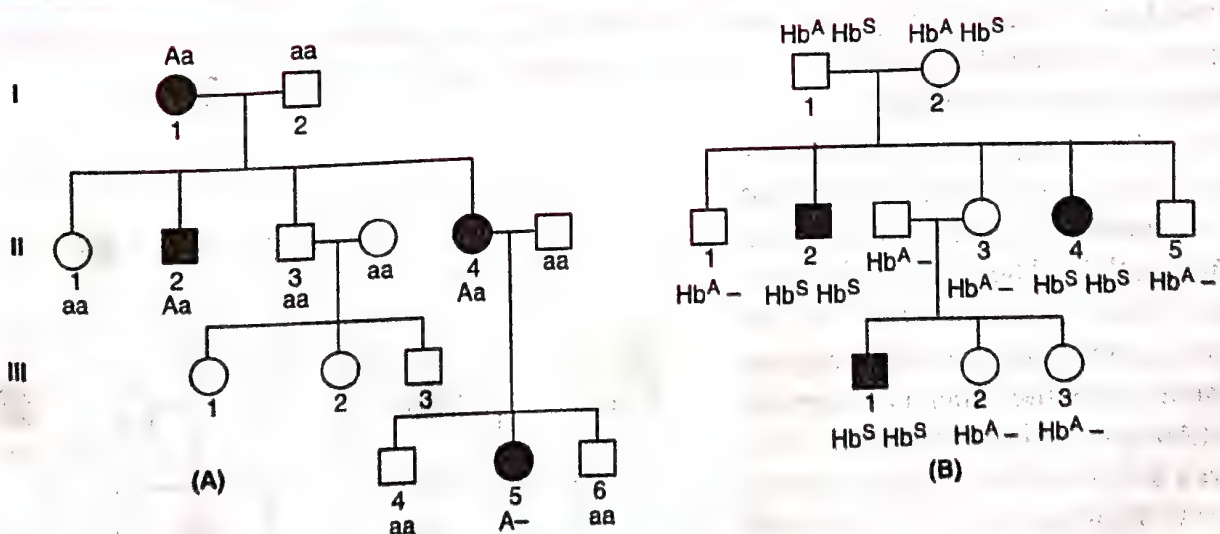 I
Aa
aa
1
2
II
1
aa
2
Aa
3
aa
aa
4
Aa
aa
III
1
2
3
4
aa
5
A–
6
aa
(A)
Hb^A Hb^S
Hb^A Hb^S
1
2
1
Hb^A –
2
Hb^S Hb^S
Hb^A –
3
Hb^A –
4
Hb^S Hb^S
5
Hb^A –
1
Hb^S Hb^S
2
Hb^A –
3
Hb^A –
(B)